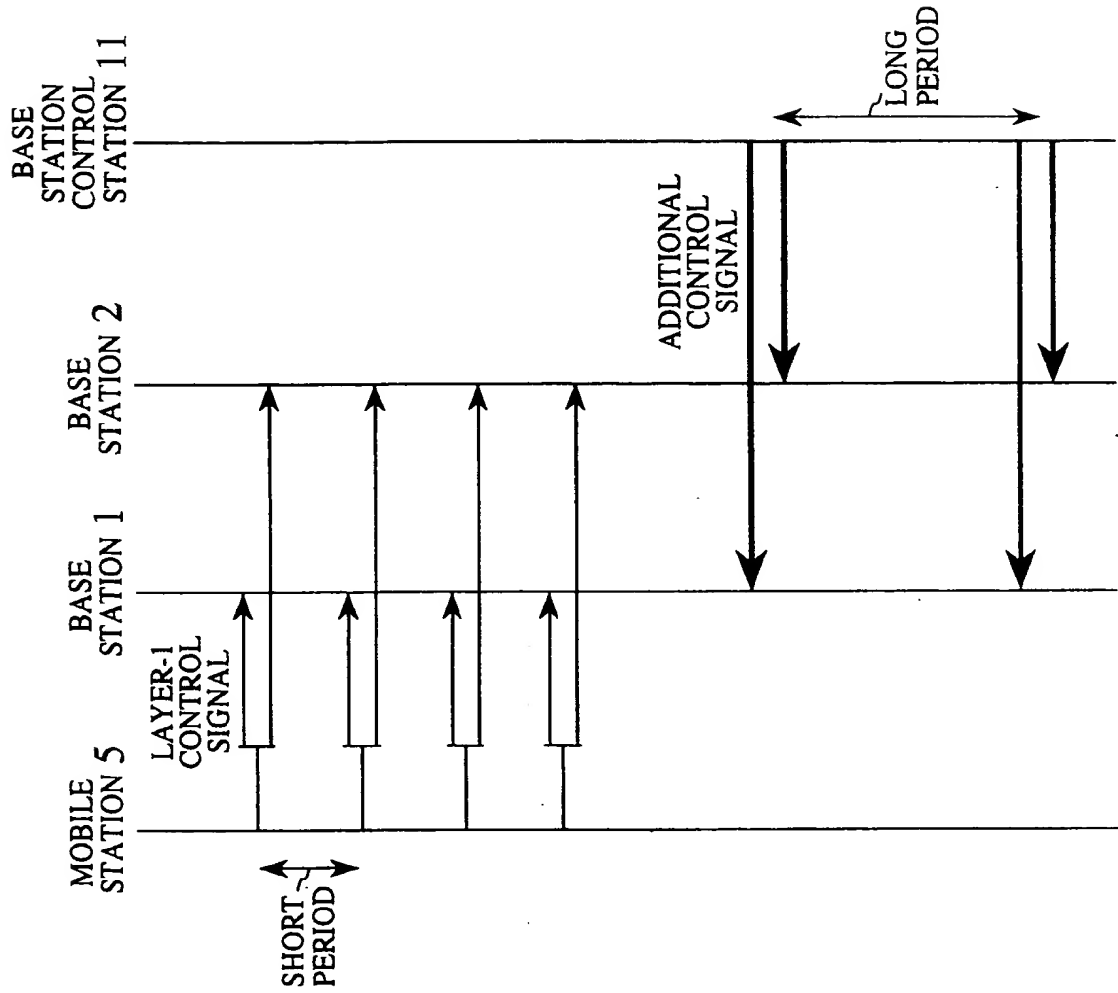 MOBILE
STATION 5
BASE
STATION 1
BASE
STATION 2
BASE
STATION
CONTROL
STATION 11
LAYER-1
CONTROL
SIGNAL
SHORT
PERIOD
ADDITIONAL
CONTROL
SIGNAL
LONG
PERIOD